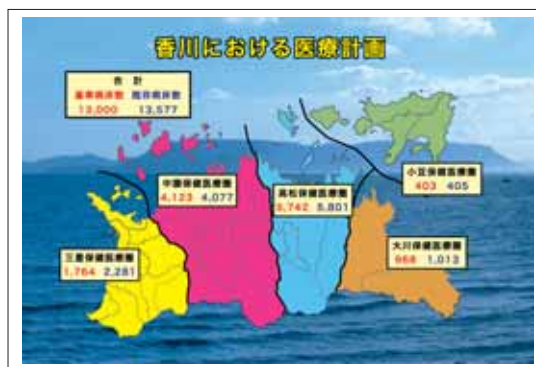 香川における医療計画
合　計
基準病床数 既存病床数
13,000 13,577
小豆保健医療圏
403 405
中讃保健医療圏
4,123 4,077
高松保健医療圏
5,742 5,801
大川保健医療圏
968 1,013
三豊保健医療圏
1,764 2,281